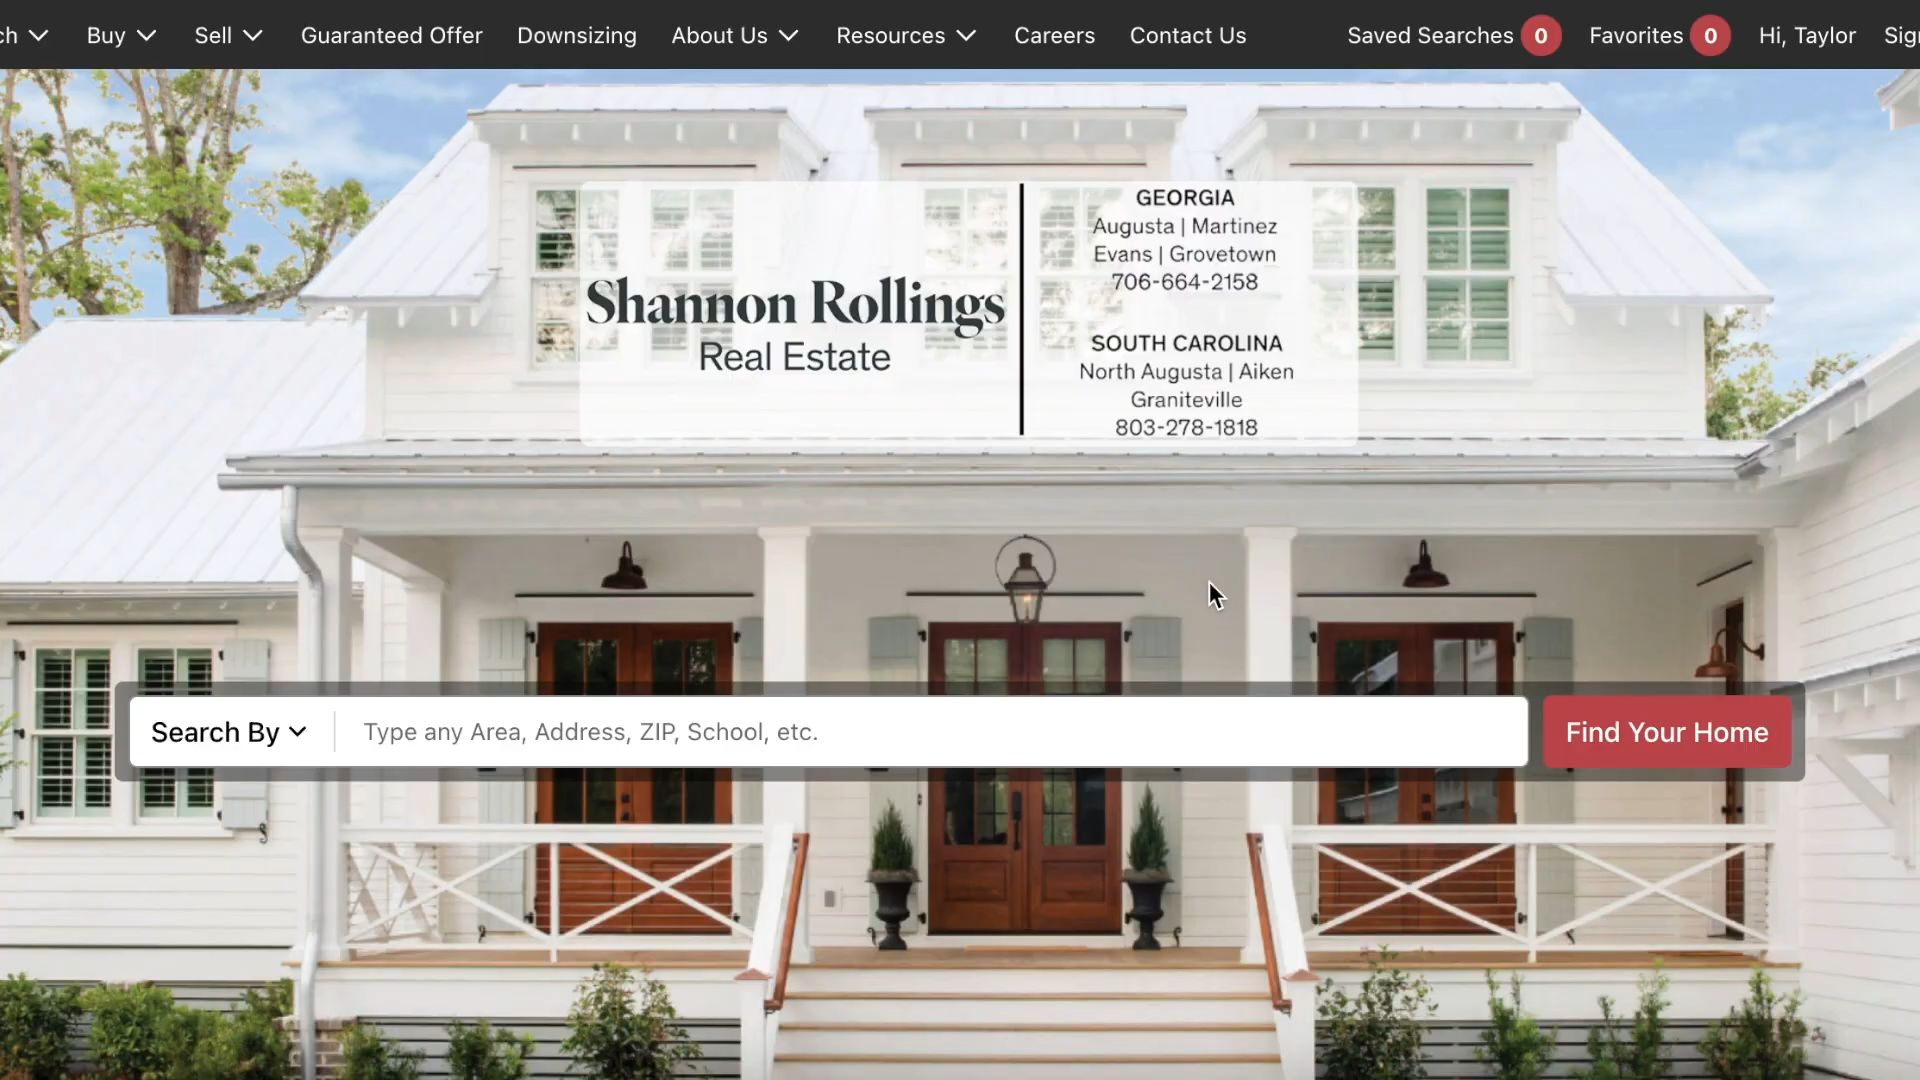 Buy
Sell
Guaranteed Offer
Downsizing
About Us
Resources
Careers
Contact Us
Saved Searches 0
Favorites 0
Hi, Taylor
Shannon Rollings
Real Estate
GEORGIA
Augusta | Martinez
Evans | Grovetown
706-664-2158
SOUTH CAROLINA
North Augusta | Aiken
Graniteville
803-278-1818
Search By
Type any Area, Address, ZIP, School, etc.
Find Your Home